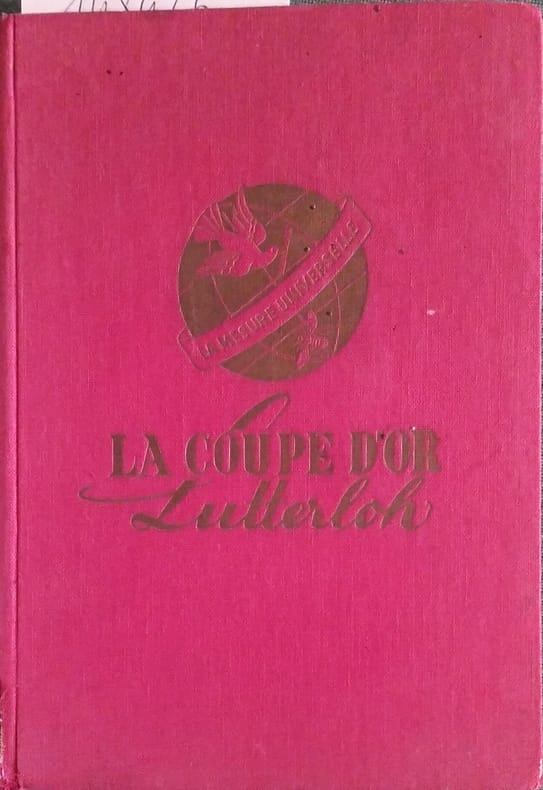 LA MESURE UNIVERSELLE
LA COUPE D'OR
Lutterloh